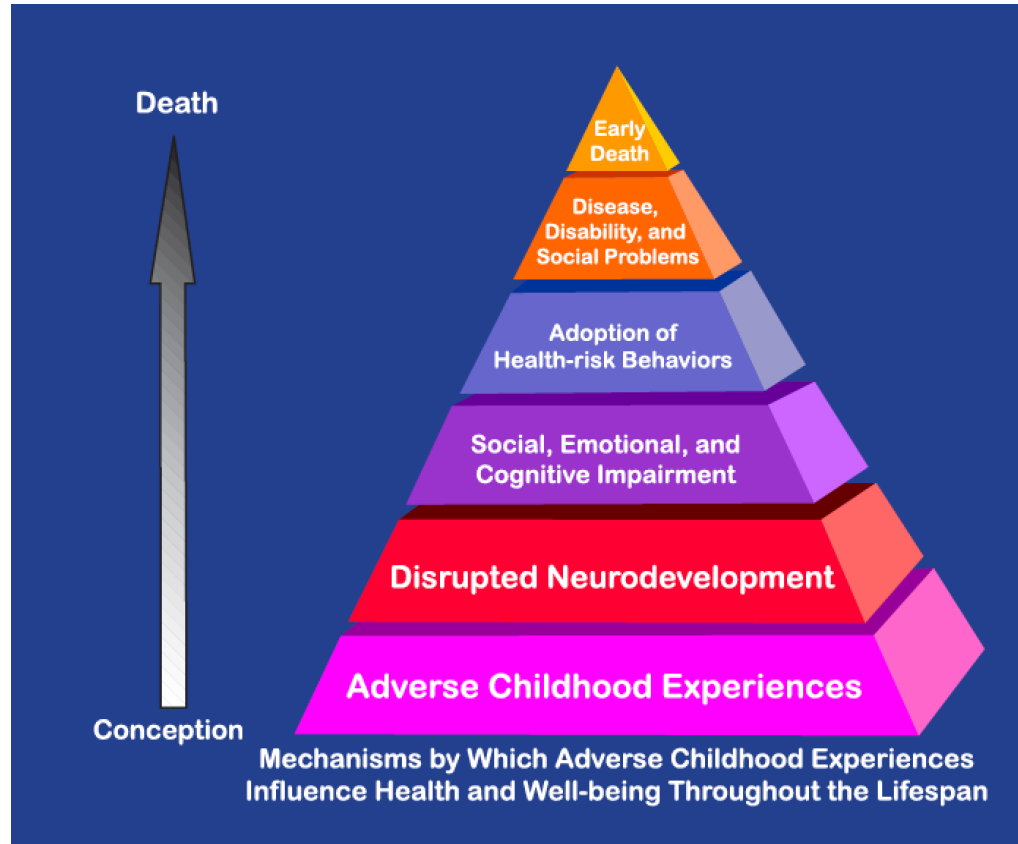 Death
Early
Death
Disease,
Disability, and
Social Problems
Adoption of
Health-risk Behaviors
Social, Emotional, and
Cognitive Impairment
Disrupted Neurodevelopment
Adverse Childhood Experiences
Conception
Mechanisms by Which Adverse Childhood Experiences
Influence Health and Well-being Throughout the Lifespan